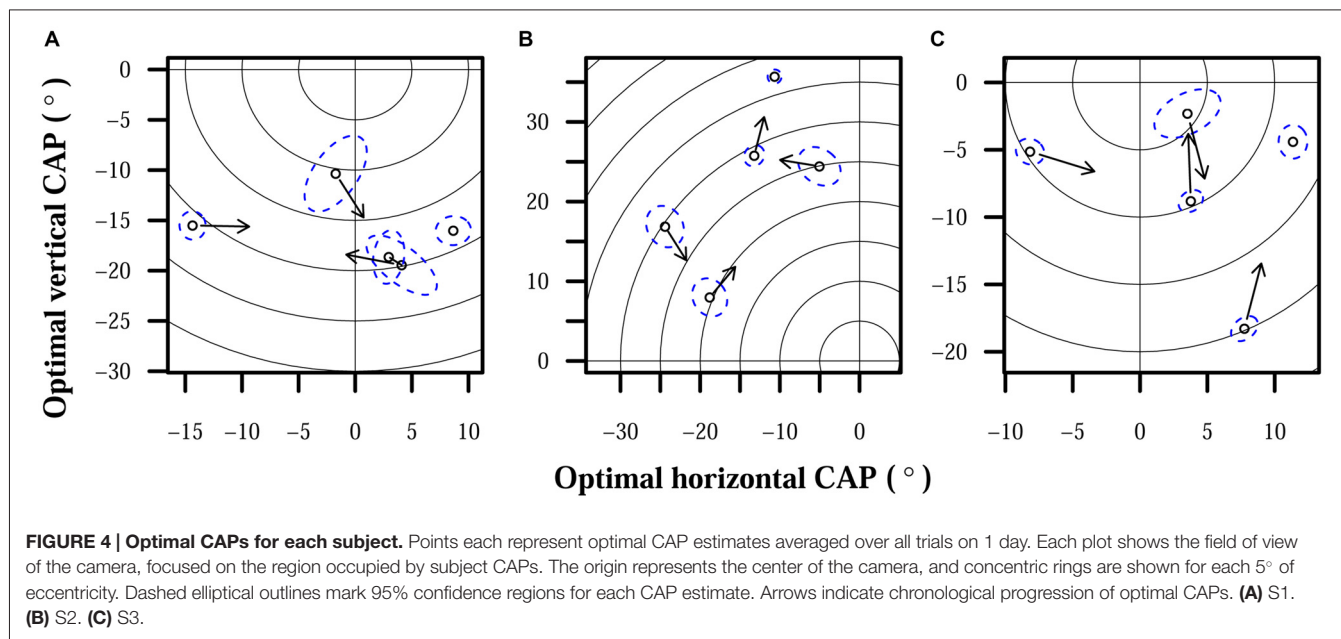 A
B
C
Optimal vertical CAP (°)
0
−5
−10
−15
−20
−25
−30
−15 −10 −5 0 5 10
30
20
10
0
−30 −20 −10 0
0
−5
−10
−15
−20
−10 −5 0 5 10
Optimal horizontal CAP (°)
FIGURE 4 | Optimal CAPs for each subject. Points each represent optimal CAP estimates averaged over all trials on 1 day. Each plot shows the field of
view of the camera, focused on the region occupied by subject CAPs. The origin represents the center of the camera, and concentric rings are shown for each 5° of
eccentricity. Dashed elliptical outlines mark 95% confidence regions for each CAP estimate. Arrows indicate chronological progression of optimal CAPs. (A) S1.
(B) S2. (C) S3.